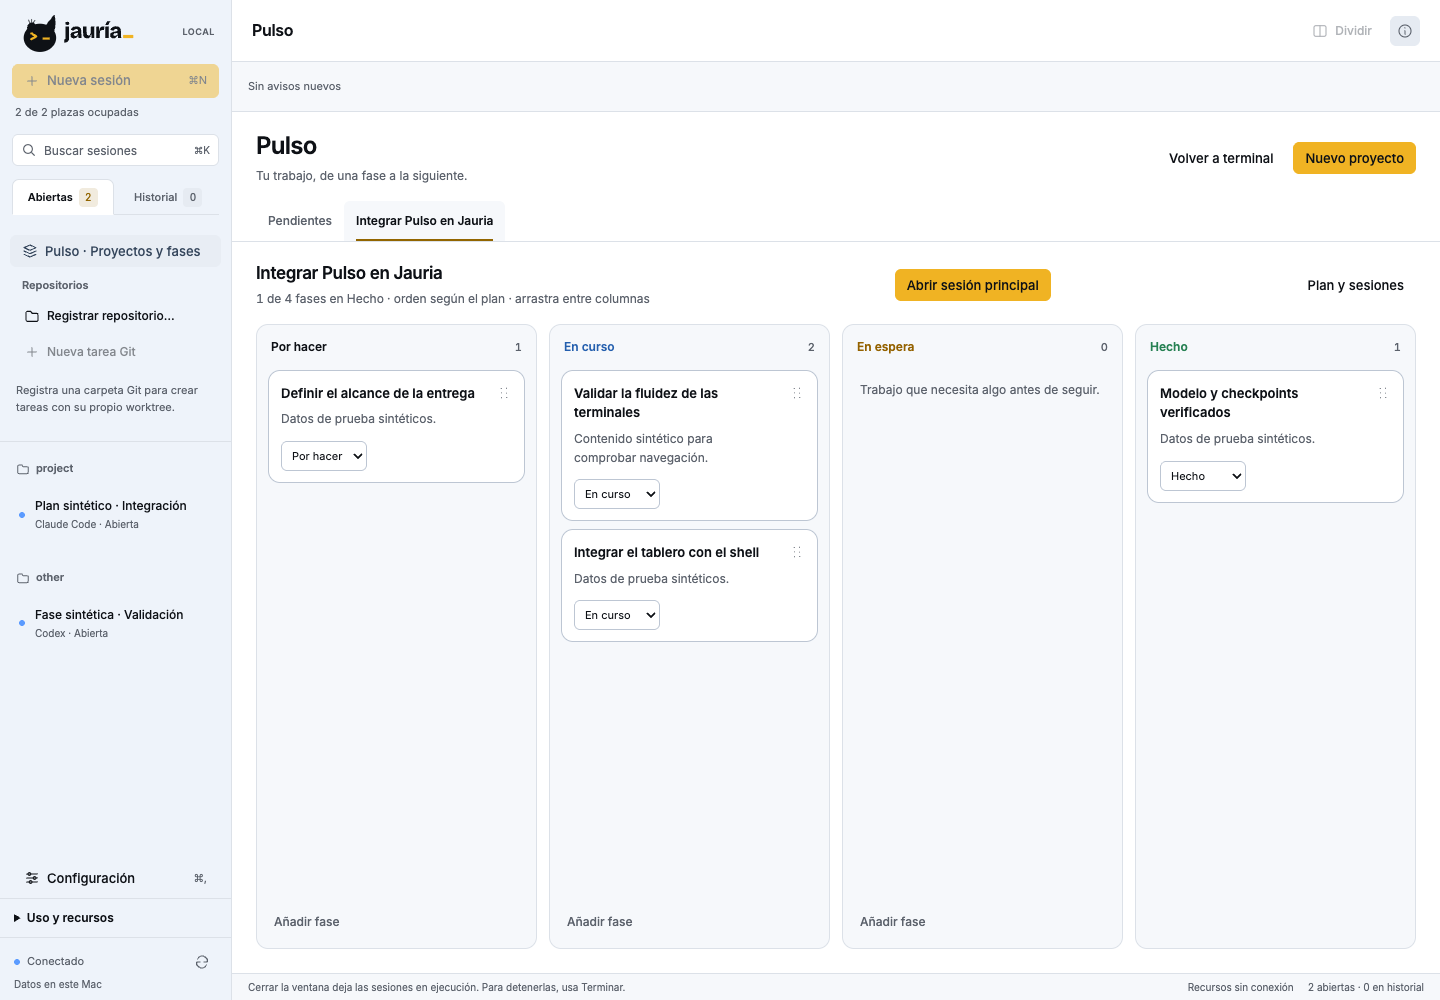 jauría_
LOCAL
Nueva sesión ⌘N
2 de 2 plazas ocupadas
Buscar sesiones ⌘K
Abiertas 2
Historial 0
Pulso · Proyectos y fases
Repositorios
Registrar repositorio...
Nueva tarea Git
Registra una carpeta Git para crear
tareas con su propio worktree.
project
Plan sintético · Integración
Claude Code · Abierta
other
Fase sintética · Validación
Codex · Abierta
Configuración ⌘,
Uso y recursos
Conectado
Datos en este Mac
Pulso
Dividir
Sin avisos nuevos
Pulso
Tu trabajo, de una fase a la siguiente.
Volver a terminal
Nuevo proyecto
Pendientes
Integrar Pulso en Jauria
Integrar Pulso en Jauria
1 de 4 fases en Hecho · orden según el plan · arrastra entre columnas
Abrir sesión principal
Plan y sesiones
Por hacer 1
Definir el alcance de la entrega
Datos de prueba sintéticos.
Por hacer
Añadir fase
En curso 2
Validar la fluidez de las
terminales
Contenido sintético para
comprobar navegación.
En curso
Integrar el tablero con el shell
Datos de prueba sintéticos.
En curso
Añadir fase
En espera 0
Trabajo que necesita algo antes de seguir.
Añadir fase
Hecho 1
Modelo y checkpoints
verificados
Datos de prueba sintéticos.
Hecho
Cerrar la ventana deja las sesiones en ejecución. Para detenerlas, usa Terminar.
Recursos sin conexión
2 abiertas · 0 en historial